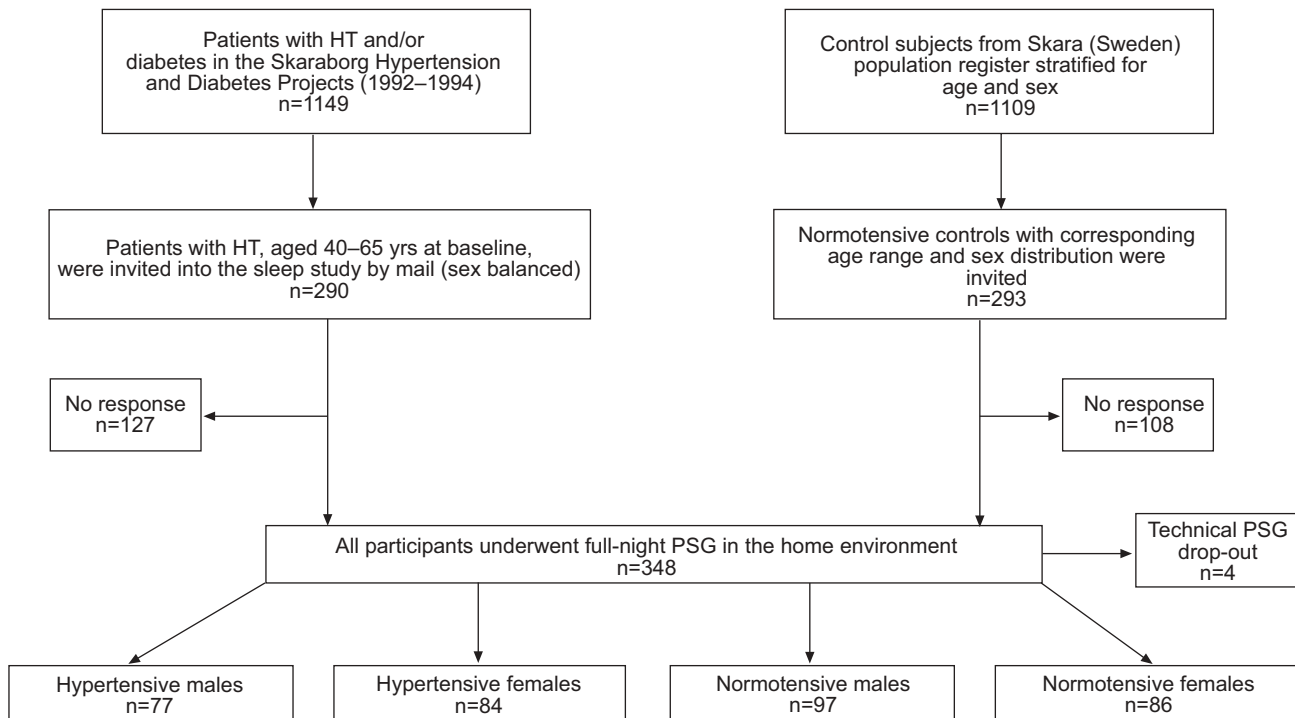 Patients with HT and/or
diabetes in the Skaraborg Hypertension
and Diabetes Projects (1992–1994)
n=1149
Control subjects from Skara (Sweden)
population register stratified for
age and sex
n=1109
Patients with HT, aged 40–65 yrs at baseline,
were invited into the sleep study by mail (sex balanced)
n=290
Normotensive controls with corresponding
age range and sex distribution were
invited
n=293
No response
n=127
No response
n=108
All participants underwent full-night PSG in the home environment
n=348
Technical PSG
drop-out
n=4
Hypertensive males
n=77
Hypertensive females
n=84
Normotensive males
n=97
Normotensive females
n=86